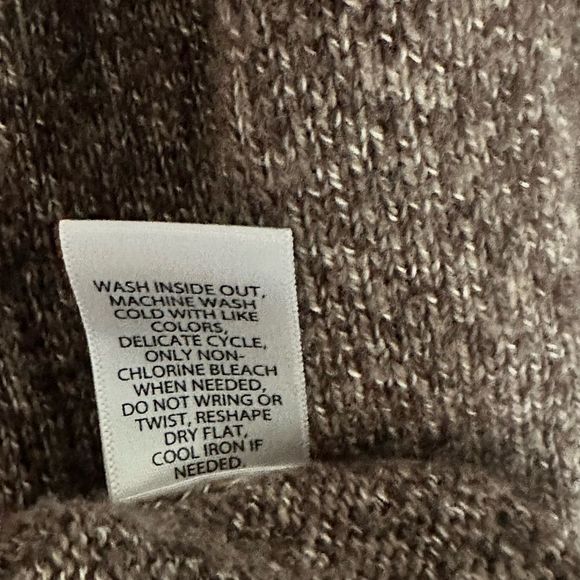 WASH INSIDE OUT,
MACHINE WASH
COLD WITH LIKE
COLORS,
DELICATE CYCLE,
ONLY NON-
CHLORINE BLEACH
WHEN NEEDED,
DO NOT WRING OR
TWIST, RESHAPE
DRY FLAT,
COOL IRON IF
NEEDED.